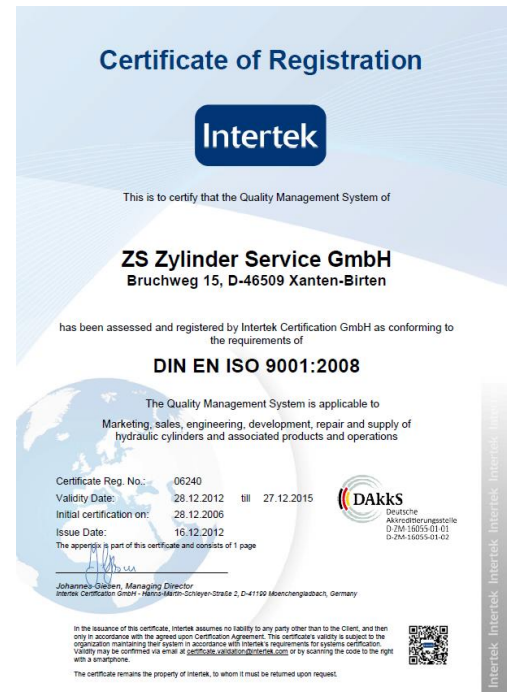 Certificate of Registration
Intertek
This is to certify that the Quality Management System of
ZS Zylinder Service GmbH
Bruchweg 15, D-46509 Xanten-Birten
has been assessed and registered by Intertek Certification GmbH as conforming to
the requirements of
DIN EN ISO 9001:2008
The Quality Management System is applicable to
Marketing, sales, engineering, development, repair and supply of
hydraulic cylinders and associated products and operations
Certificate Reg. No.: 06240
Validity Date: 28.12.2012 till 27.12.2015
Initial certification on: 28.12.2006
Issue Date: 16.12.2012
The appendix is part of this certificate and consists of 1 page
DAkkS
Deutsche
Akkreditierungsstelle
D-ZM-16055-01-01
D-ZM-16055-01-02
Johannes Giesen, Managing Director
Intertek Certification GmbH - Hanns-Martin-Schleyer-Straße 2, D-41199 Moenchengladbach, Germany
In the issuance of this certificate, Intertek assumes no liability to any party other than to the Client, and then
only in accordance with the agreed upon Certification Agreement. This certificate's validity is subject to the
organization maintaining their system in accordance with Intertek's requirements for systems certification.
Validity may be confirmed via email at certificate.validation@intertek.com or by scanning the code to the right
with a smartphone.
The certificate remains the property of Intertek, to whom it must be returned upon request.
Intertek Intertek Intertek Intertek Intertek Intertek